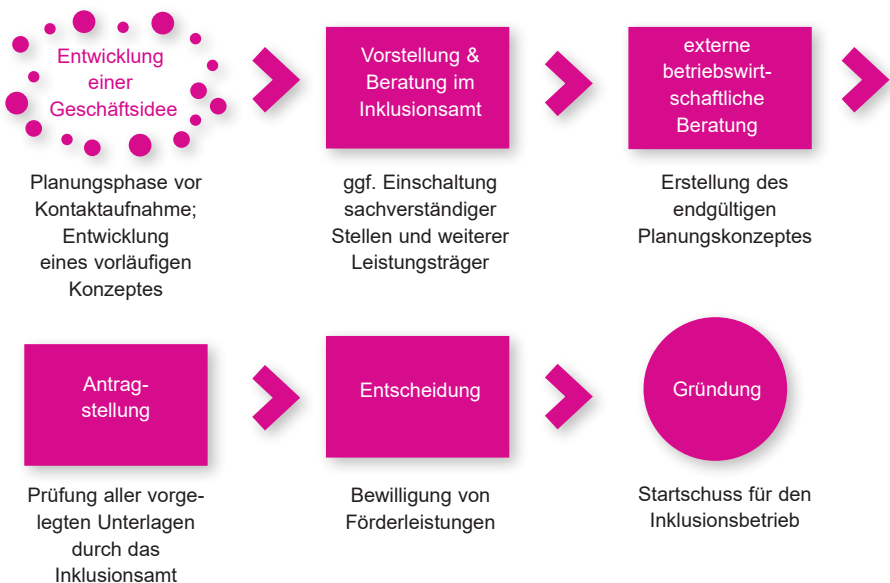 Entwicklung
einer
Geschäftsidee
Planungsphase vor
Kontaktaufnahme;
Entwicklung
eines vorläufigen
Konzeptes
Vorstellung &
Beratung im
Inklusionsamt
ggf. Einschaltung
sachverständiger
Stellen und weiterer
Leistungsträger
externe
betriebswirt-
schaftliche
Beratung
Erstellung des
endgültigen
Planungskonzeptes
Antrag-
stellung
Prüfung aller vorge-
legten Unterlagen
durch das
Inklusionsamt
Entscheidung
Bewilligung von
Förderleistungen
Gründung
Startschuss für den
Inklusionsbetrieb